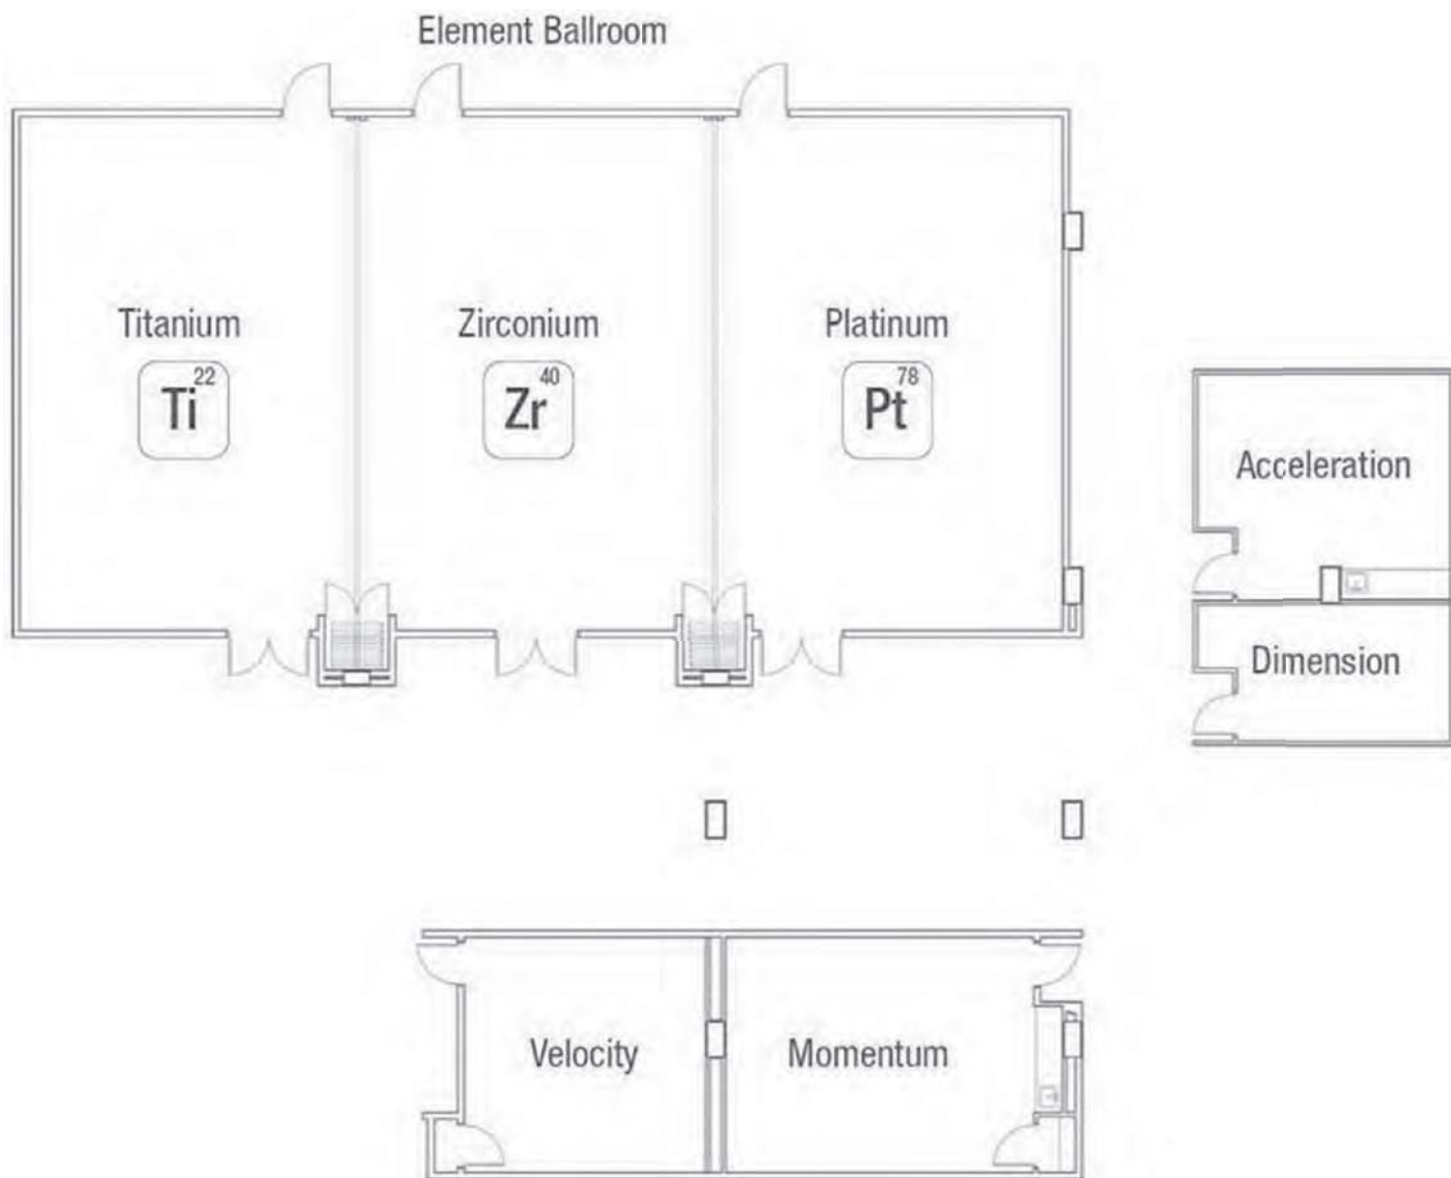 Element Ballroom
Titanium
22
Ti
Zirconium
40
Zr
Platinum
78
Pt
Acceleration
Dimension
Velocity
Momentum